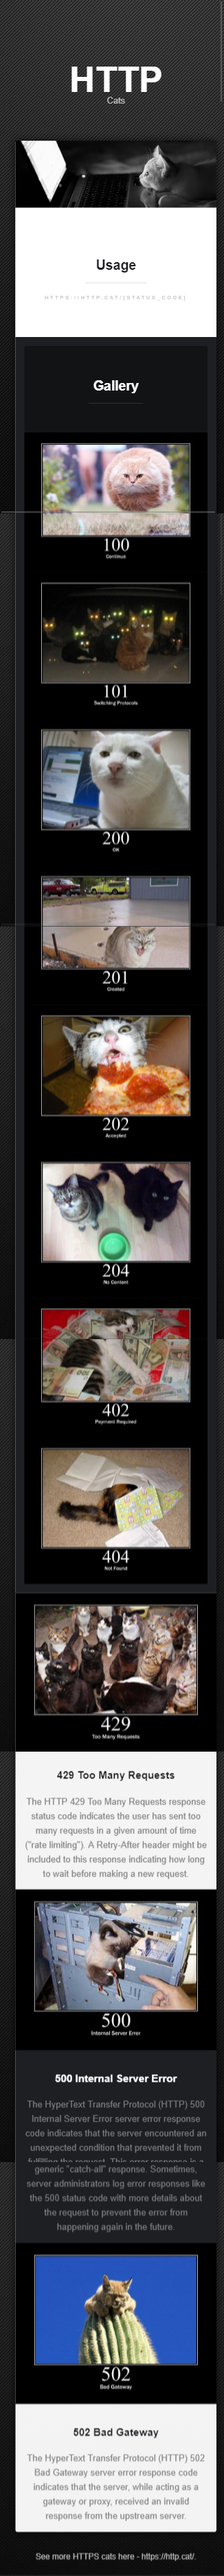 HTTP
Cats
Usage
HTTPS://HTTP.CAT/[STATUS_CODE]
Gallery
100
Continue
101
Switching Protocols
200
OK
201
Created
202
Accepted
204
No Content
402
Payment Required
404
Not Found
429
Too Many Requests
429 Too Many Requests
The HTTP 429 Too Many Requests response
status code indicates the user has sent too
many requests in a given amount of time
("rate limiting"). A Retry-After header might be
included to this response indicating how long
to wait before making a new request.
500
Internal Server Error
500 Internal Server Error
The HyperText Transfer Protocol (HTTP) 500
Internal Server Error server error response
code indicates that the server encountered an
unexpected condition that prevented it from
fulfilling the request. This error response is a
generic "catch-all" response. Sometimes,
server administrators log error responses like
the 500 status code with more details about
the request to prevent the error from
happening again in the future.
502
Bad Gateway
502 Bad Gateway
The HyperText Transfer Protocol (HTTP) 502
Bad Gateway server error response code
indicates that the server, while acting as a
gateway or proxy, received an invalid
response from the upstream server.
See more HTTPS cats here - https://http.cat/.